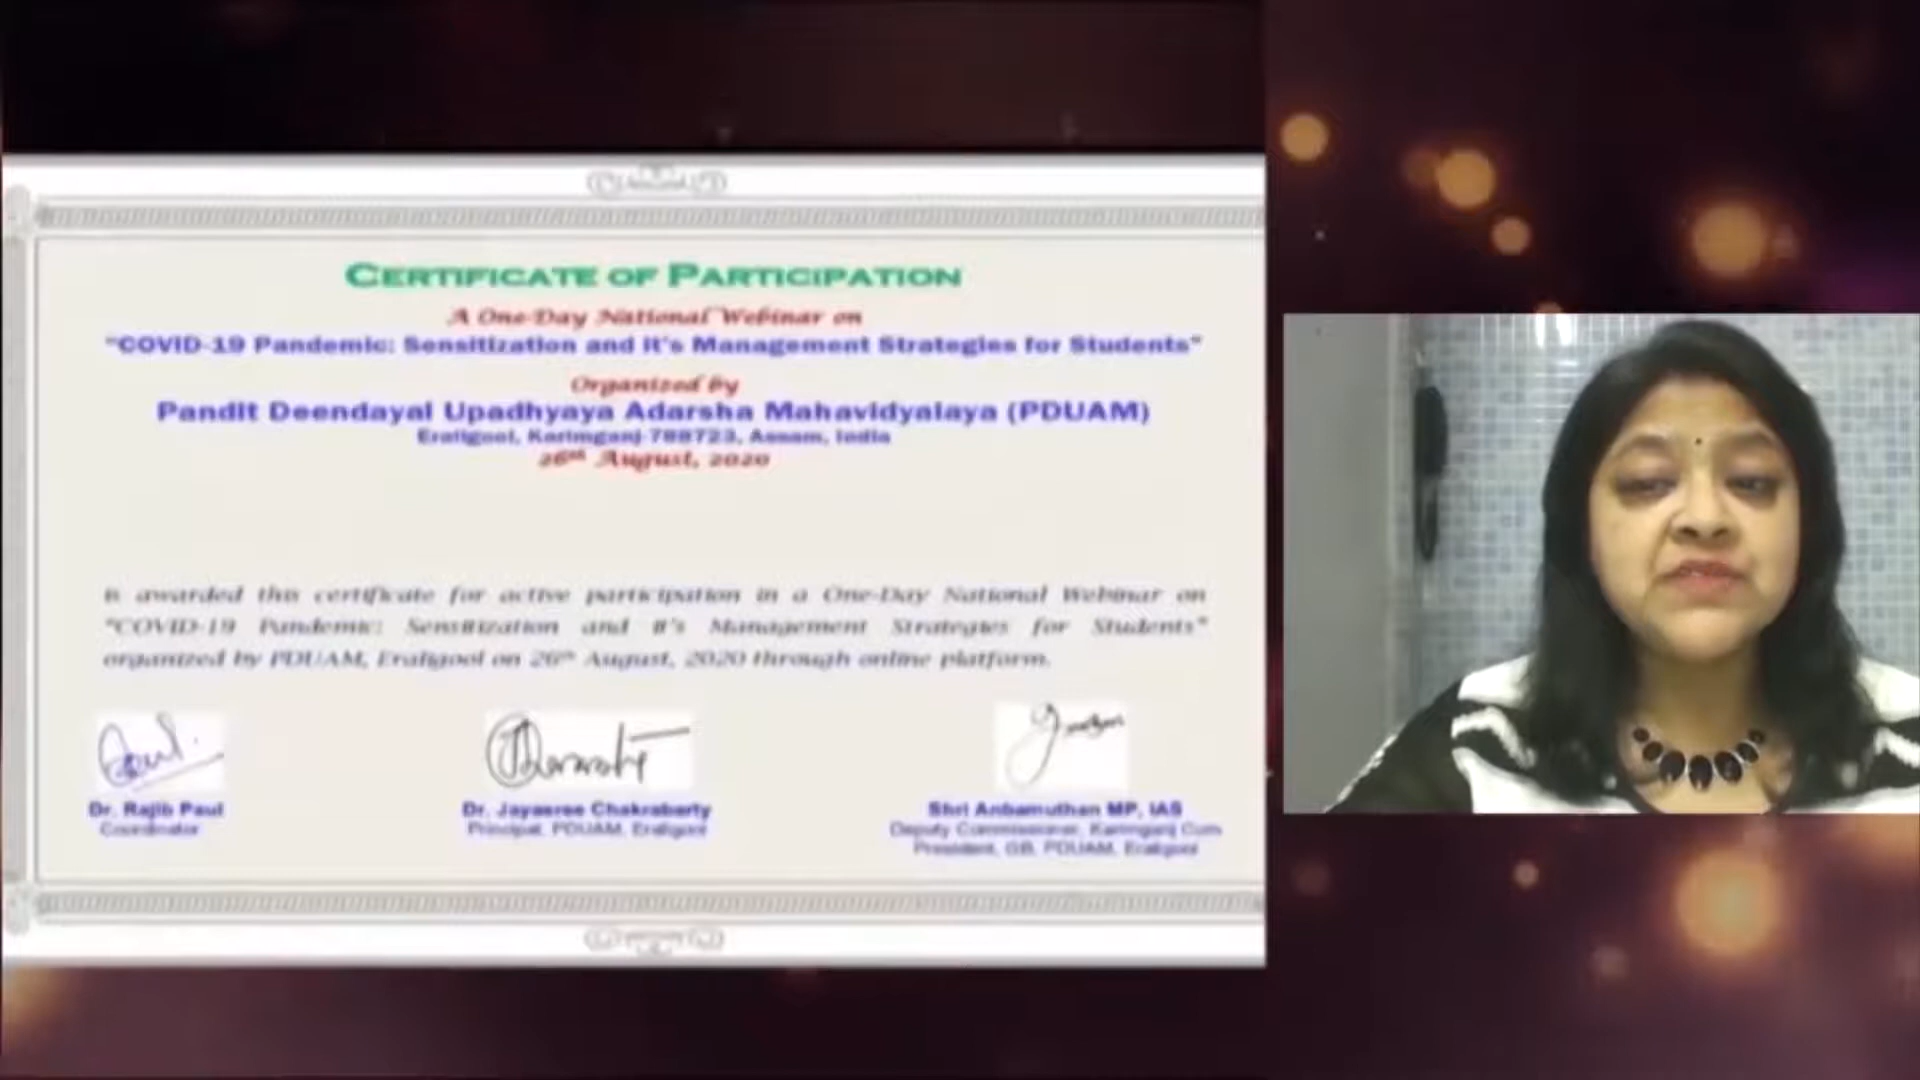 CERTIFICATE OF PARTICIPATION
A One-Day National Webinar on
"COVID-19 Pandemic: Sensitization and it's Management Strategies for Students"
Organized by
Pandit Deendayal Upadhyaya Adarsha Mahavidyalaya (PDUAM)
Eraligool, Karimganj-788723, Assam, India
26th August, 2020
is awarded this certificate for active participation in a One-Day National Webinar on
"COVID-19 Pandemic: Sensitization and it's Management Strategies for Students"
organized by PDUAM, Eraligool on 26th August, 2020 through online platform.
Dr. Rajib Paul
Coordinator
Dr. Jayasree Chakrabarty
Principal, PDUAM, Eraligool
Shri Anbamuthan MP, IAS
Deputy Commissioner, Karimganj Cum
President, GB, PDUAM, Eraligool